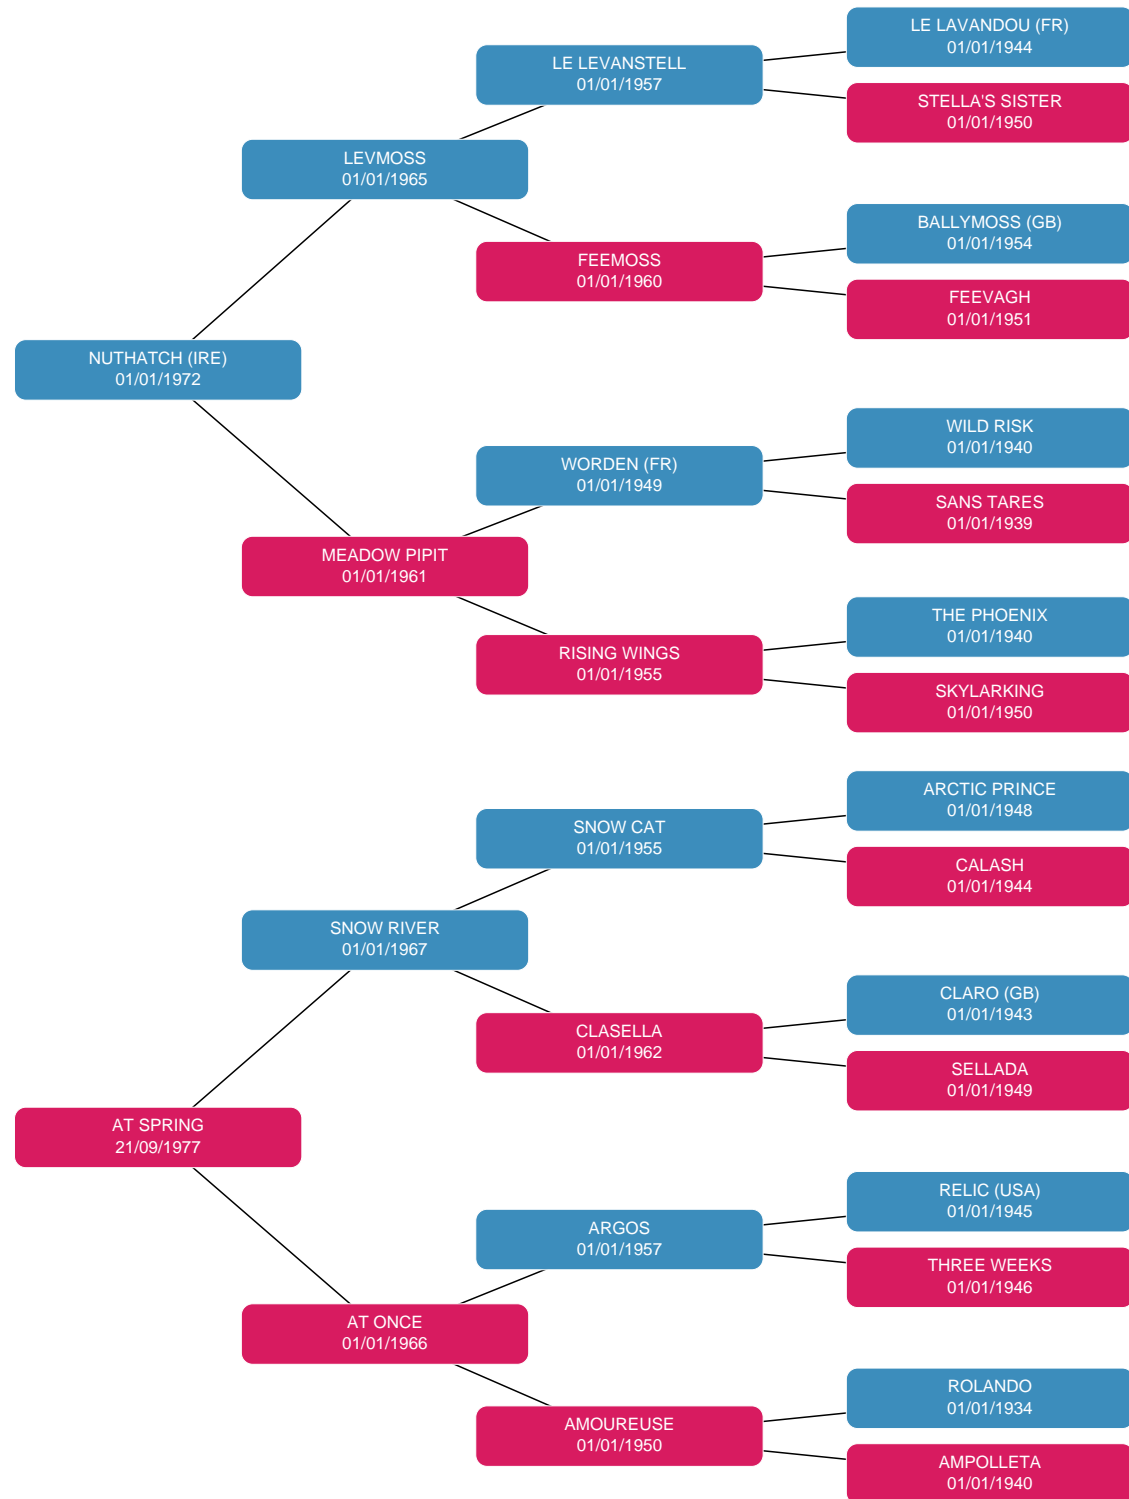 LE LAVANDOU (FR)
01/01/1944
LE LEVANSTELL
01/01/1957
STELLA'S SISTER
01/01/1950
LEVMOSS
01/01/1965
BALLYMOSS (GB)
01/01/1954
FEEMOSS
01/01/1960
FEEVAGH
01/01/1951
NUTHATCH (IRE)
01/01/1972
WILD RISK
01/01/1940
WORDEN (FR)
01/01/1949
SANS TARES
01/01/1939
MEADOW PIPIT
01/01/1961
THE PHOENIX
01/01/1940
RISING WINGS
01/01/1955
SKYLARKING
01/01/1950
ARCTIC PRINCE
01/01/1948
SNOW CAT
01/01/1955
CALASH
01/01/1944
SNOW RIVER
01/01/1967
CLARO (GB)
01/01/1943
CLASELLA
01/01/1962
SELLADA
01/01/1949
AT SPRING
21/09/1977
RELIC (USA)
01/01/1945
ARGOS
01/01/1957
THREE WEEKS
01/01/1946
AT ONCE
01/01/1966
ROLANDO
01/01/1934
AMOUREUSE
01/01/1950
AMPOLLETA
01/01/1940